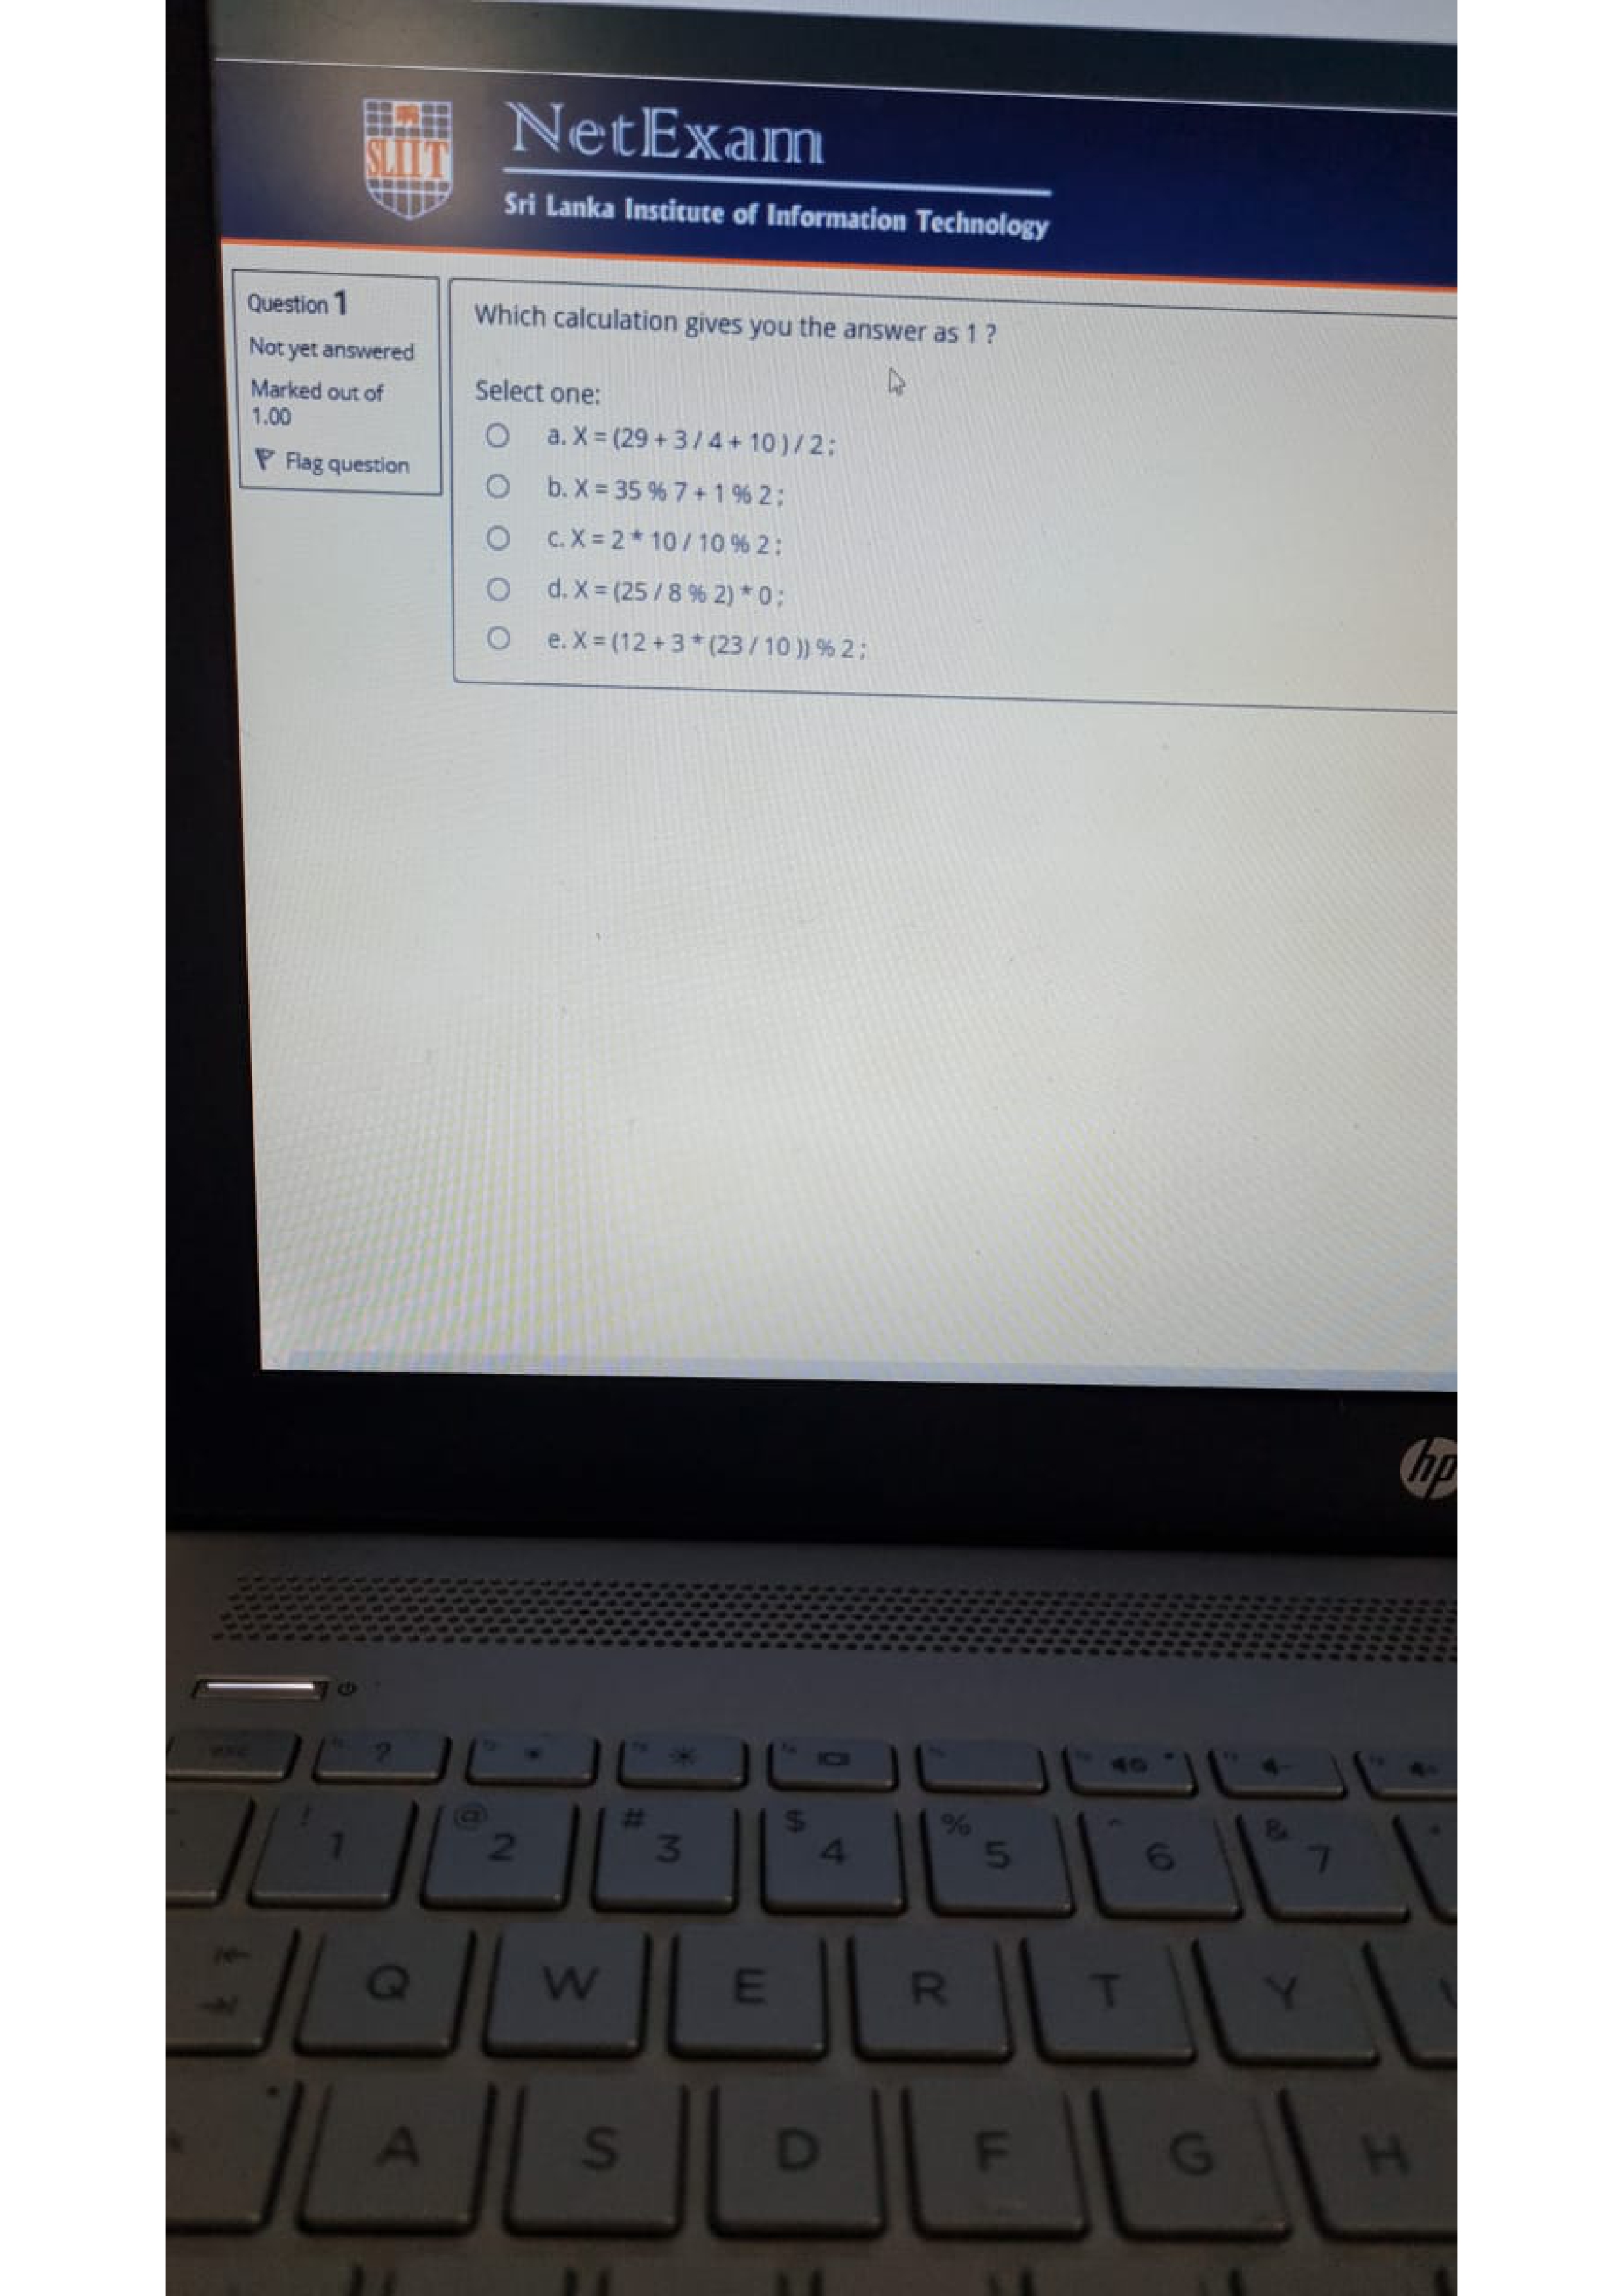 SLIIT
NetExam
Sri Lanka Institute of Information Technology
Question 1
Not yet answered
Marked out of
1.00
Flag question
Which calculation gives you the answer as 1 ?
Select one:
a. X = (29 + 3 / 4 + 10 ) / 2 ;
b. X = 35 % 7 + 1 % 2 ;
c. X = 2 * 10 / 10 % 2 ;
d. X = (25 / 8 % 2) * 0 ;
e. X = (12 + 3 * (23 / 10 )) % 2 ;
hp
esc ?
! 1 @ 2 # 3 $ 4 % 5 ^ 6 & 7
Q W E R T Y
A S D F G H